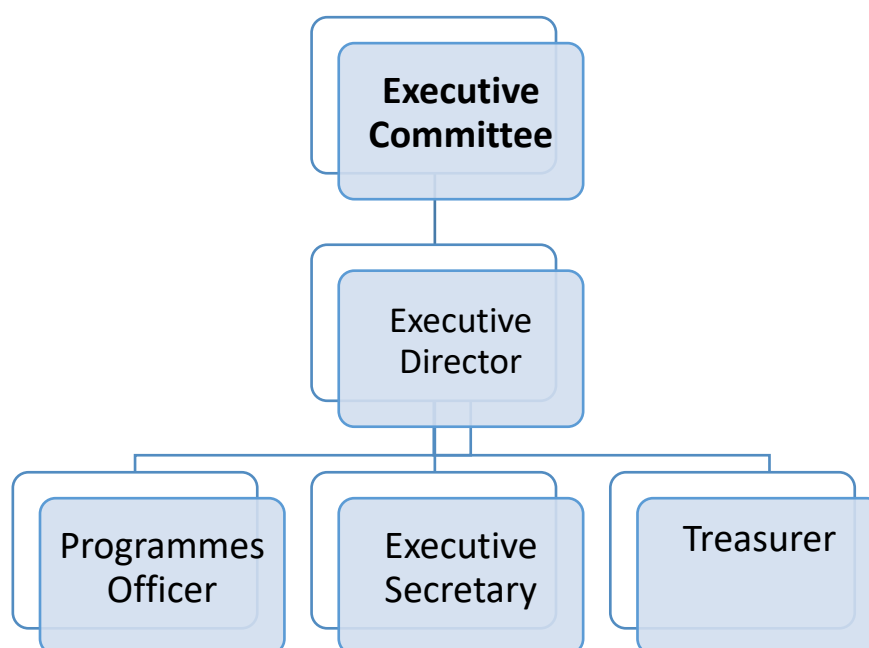 Executive
Committee
Executive
Director
Programmes
Officer
Executive
Secretary
Treasurer